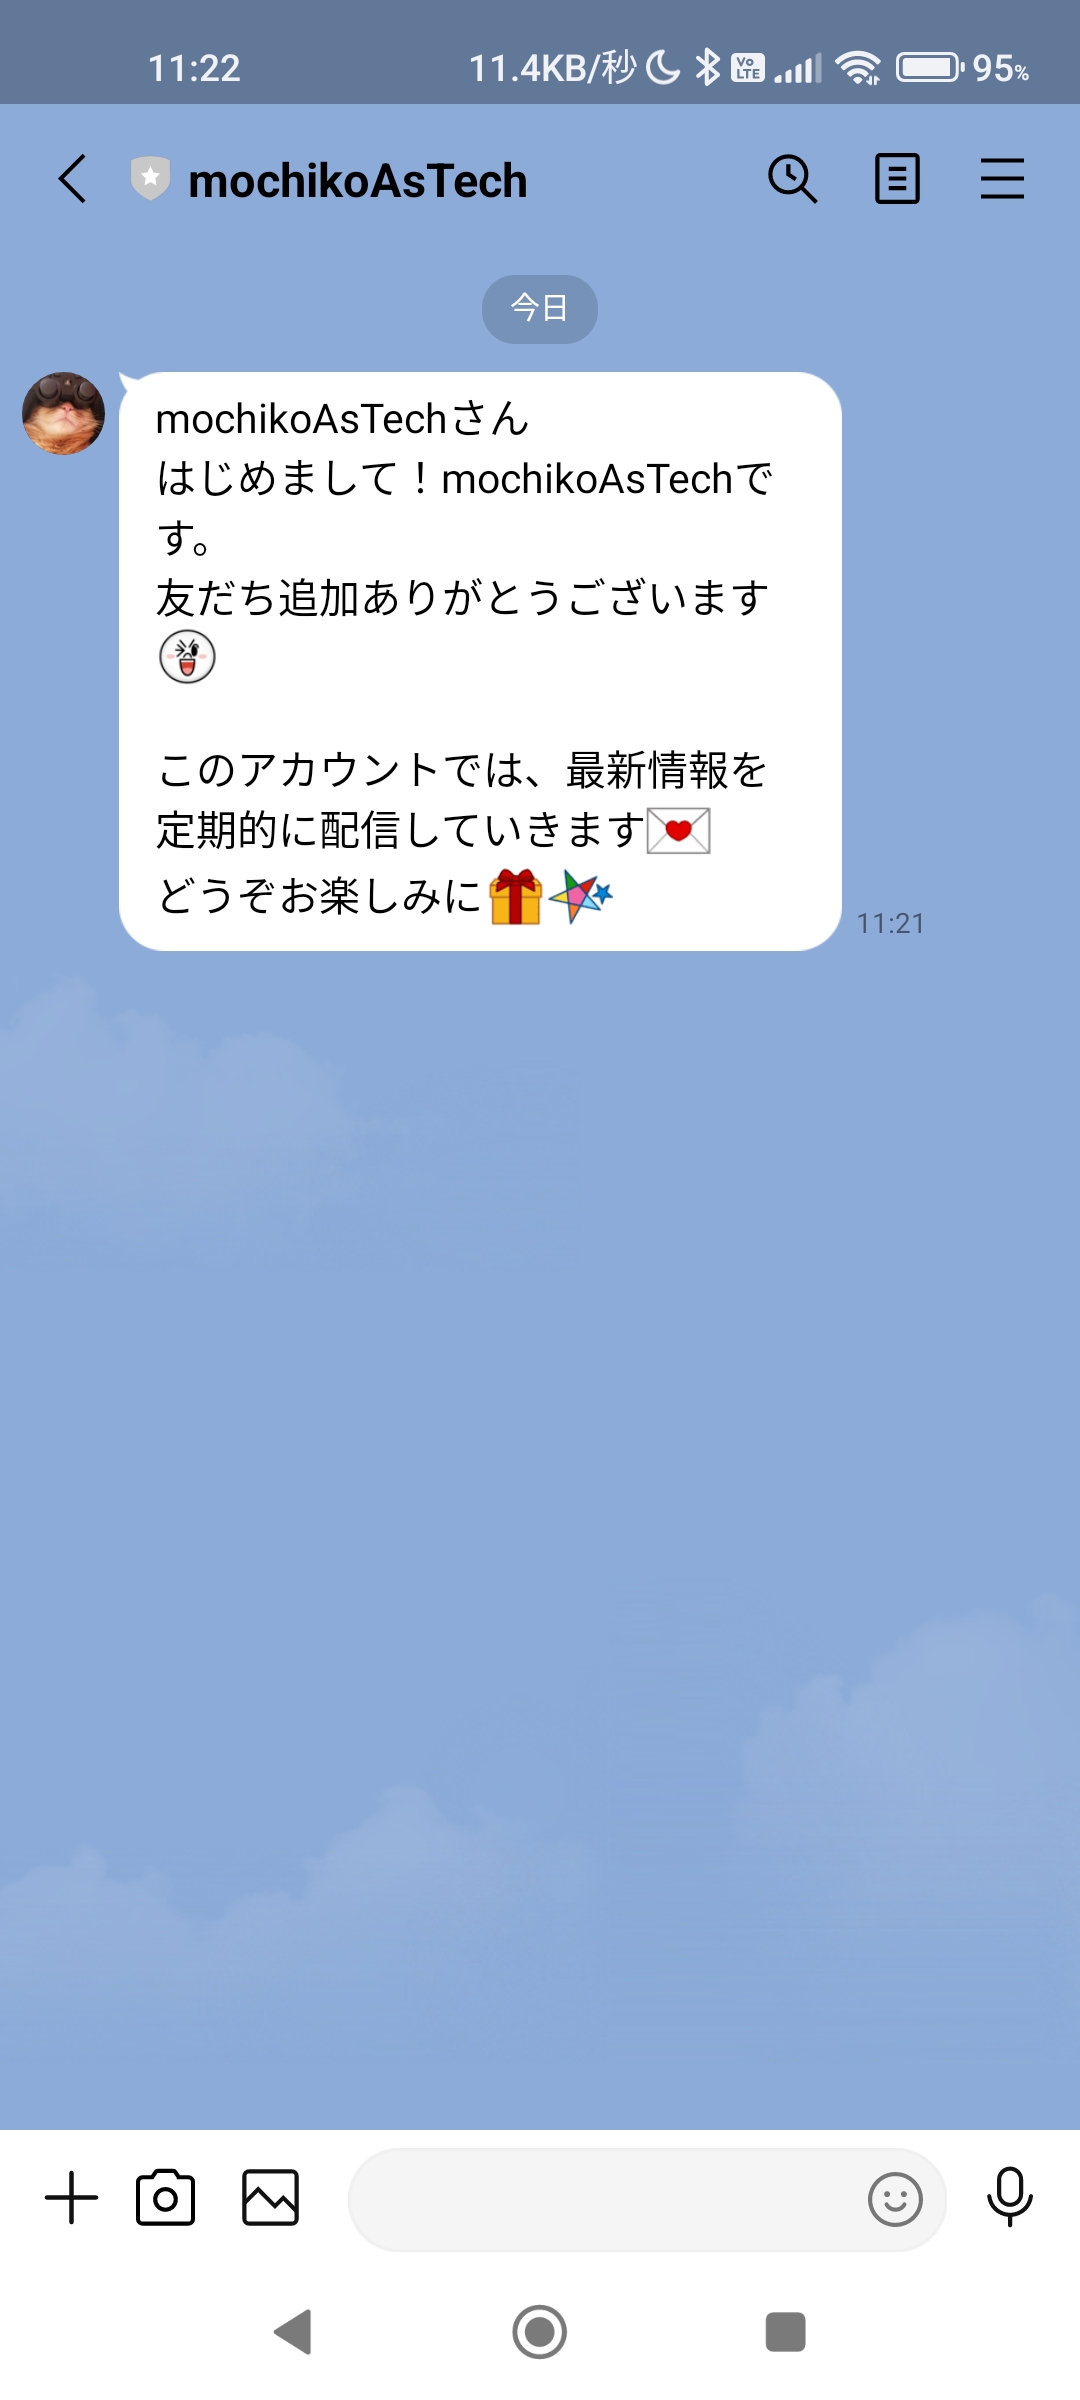 11:22 11.4KB/秒 Vo LTE 95%
mochikoAsTech
今日
mochikoAsTechさん
はじめまして！mochikoAsTechで
す。
友だち追加ありがとうございます
このアカウントでは、最新情報を
定期的に配信していきます
どうぞお楽しみに
11:21